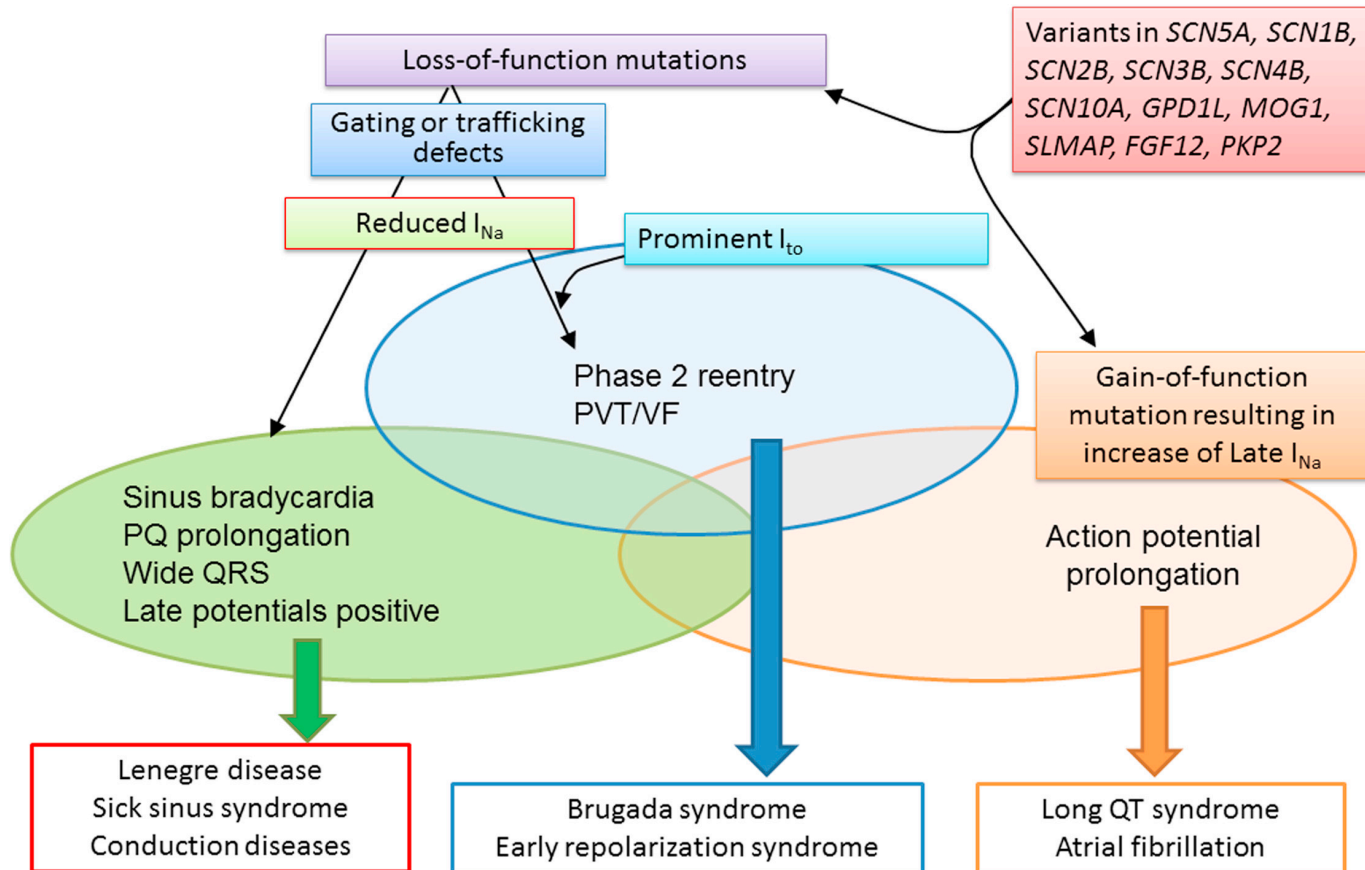 Loss-of-function mutations
Variants in SCN5A, SCN1B,
SCN2B, SCN3B, SCN4B,
SCN10A, GPD1L, MOG1,
SLMAP, FGF12, PKP2
Gating or trafficking
defects
Reduced INa
Prominent Ito
Phase 2 reentry
PVT/VF
Gain-of-function
mutation resulting in
increase of Late INa
Sinus bradycardia
PQ prolongation
Wide QRS
Late potentials positive
Action potential
prolongation
Lenegre disease
Sick sinus syndrome
Conduction diseases
Brugada syndrome
Early repolarization syndrome
Long QT syndrome
Atrial fibrillation